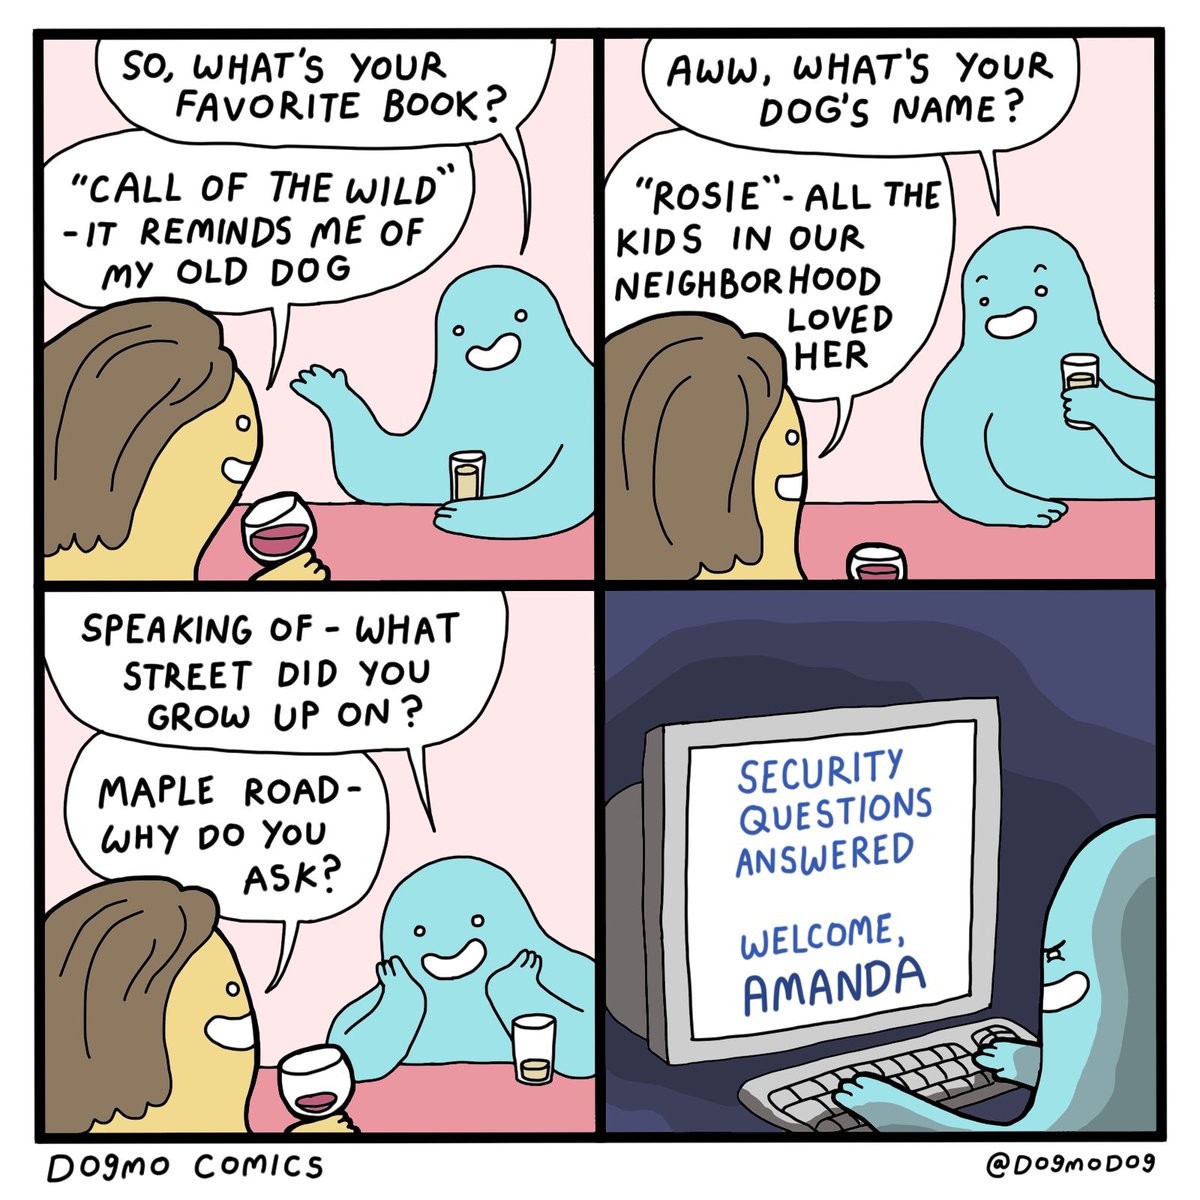 SO, WHAT'S YOUR
FAVORITE BOOK?
"CALL OF THE WILD"
-IT REMINDS ME OF
MY OLD DOG
AWW, WHAT'S YOUR
DOG'S NAME?
"ROSIE"-ALL THE
KIDS IN OUR
NEIGHBORHOOD
LOVED
HER
SPEAKING OF - WHAT
STREET DID YOU
GROW UP ON?
MAPLE ROAD-
WHY DO YOU
ASK?
SECURITY
QUESTIONS
ANSWERED
WELCOME,
AMANDA
DOgMO COMICS
@DOgMODOg